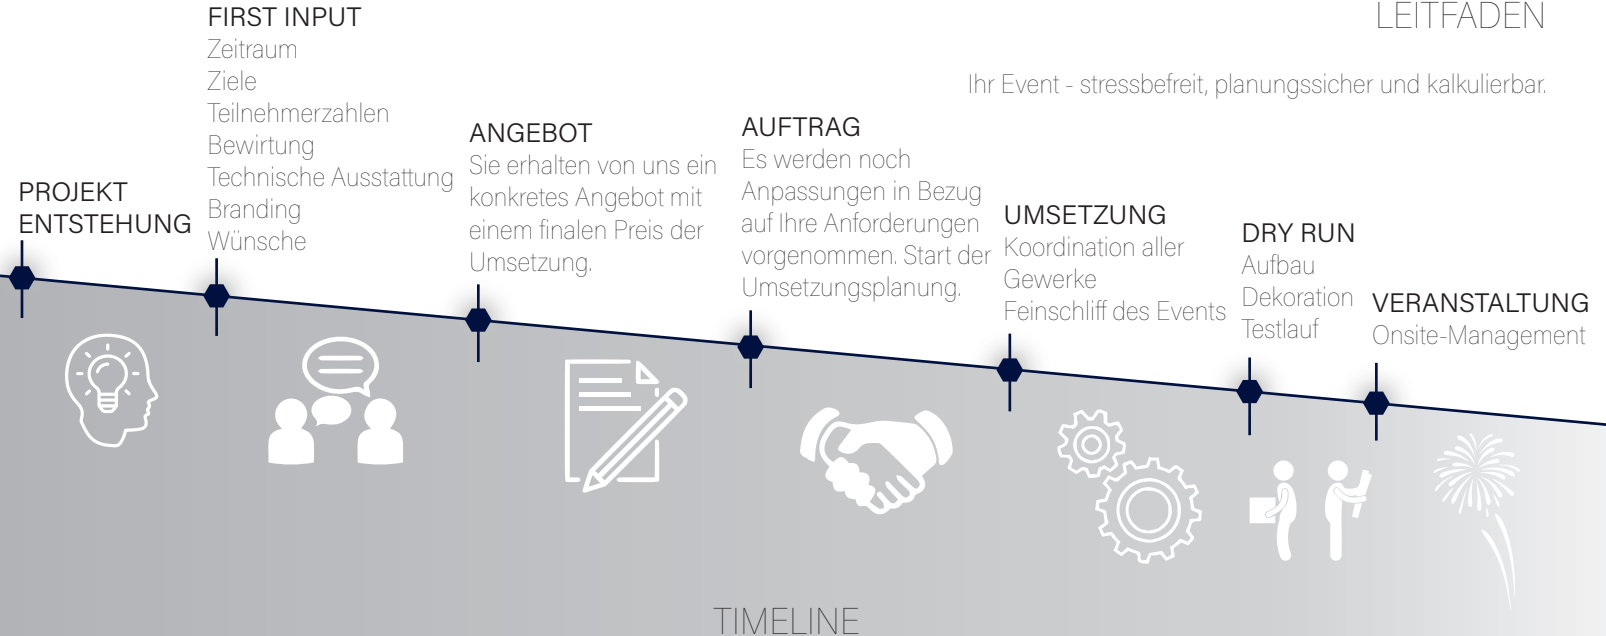 LEITFADEN
Ihr Event - stressbefreit, planungssicher und kalkulierbar.
PROJEKT
ENTSTEHUNG
FIRST INPUT
Zeitraum
Ziele
Teilnehmerzahlen
Bewirtung
Technische Ausstattung
Branding
Wünsche
ANGEBOT
Sie erhalten von uns ein
konkretes Angebot mit
einem finalen Preis der
Umsetzung.
AUFTRAG
Es werden noch
Anpassungen in Bezug
auf Ihre Anforderungen
vorgenommen. Start der
Umsetzungsplanung.
UMSETZUNG
Koordination aller
Gewerke
Feinschliff des Events
DRY RUN
Aufbau
Dekoration
Testlauf
VERANSTALTUNG
Onsite-Management
TIMELINE